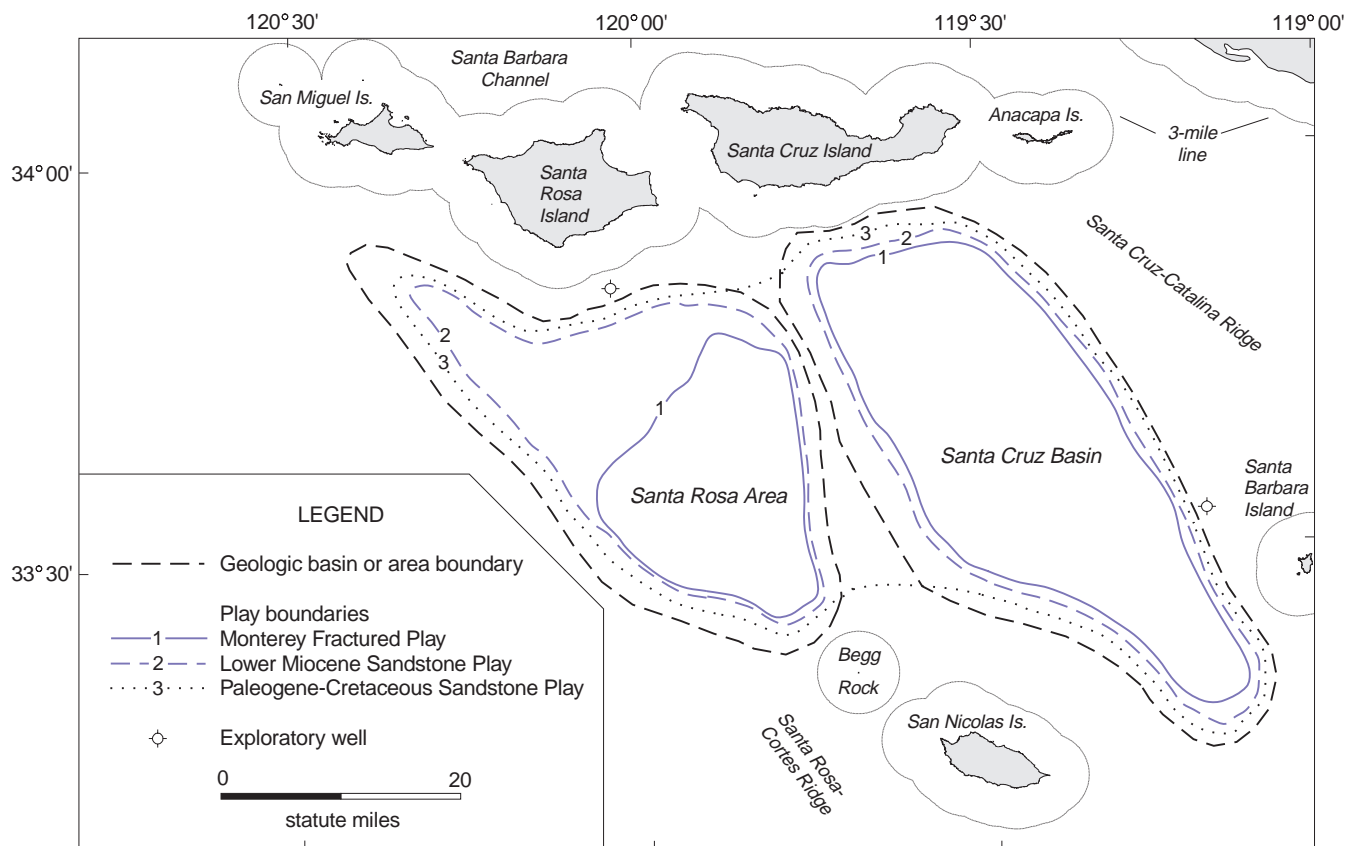 120°30'
120°00'
119°30'
119°00'
Santa Barbara
Channel
San Miguel Is.
Anacapa Is.
3-mile
line
Santa Cruz Island
34°00'
Santa
Rosa
Island
Santa Cruz-Catalina Ridge
3
2
1
2
3
1
Santa Cruz Basin
Santa Rosa Area
Santa
Barbara
Island
33°30'
LEGEND
Geologic basin or area boundary
Play boundaries
1 Monterey Fractured Play
2 Lower Miocene Sandstone Play
3 Paleogene-Cretaceous Sandstone Play
Exploratory well
0 20
statute miles
Begg
Rock
San Nicolas Is.
Santa Rosa-
Cortes Ridge